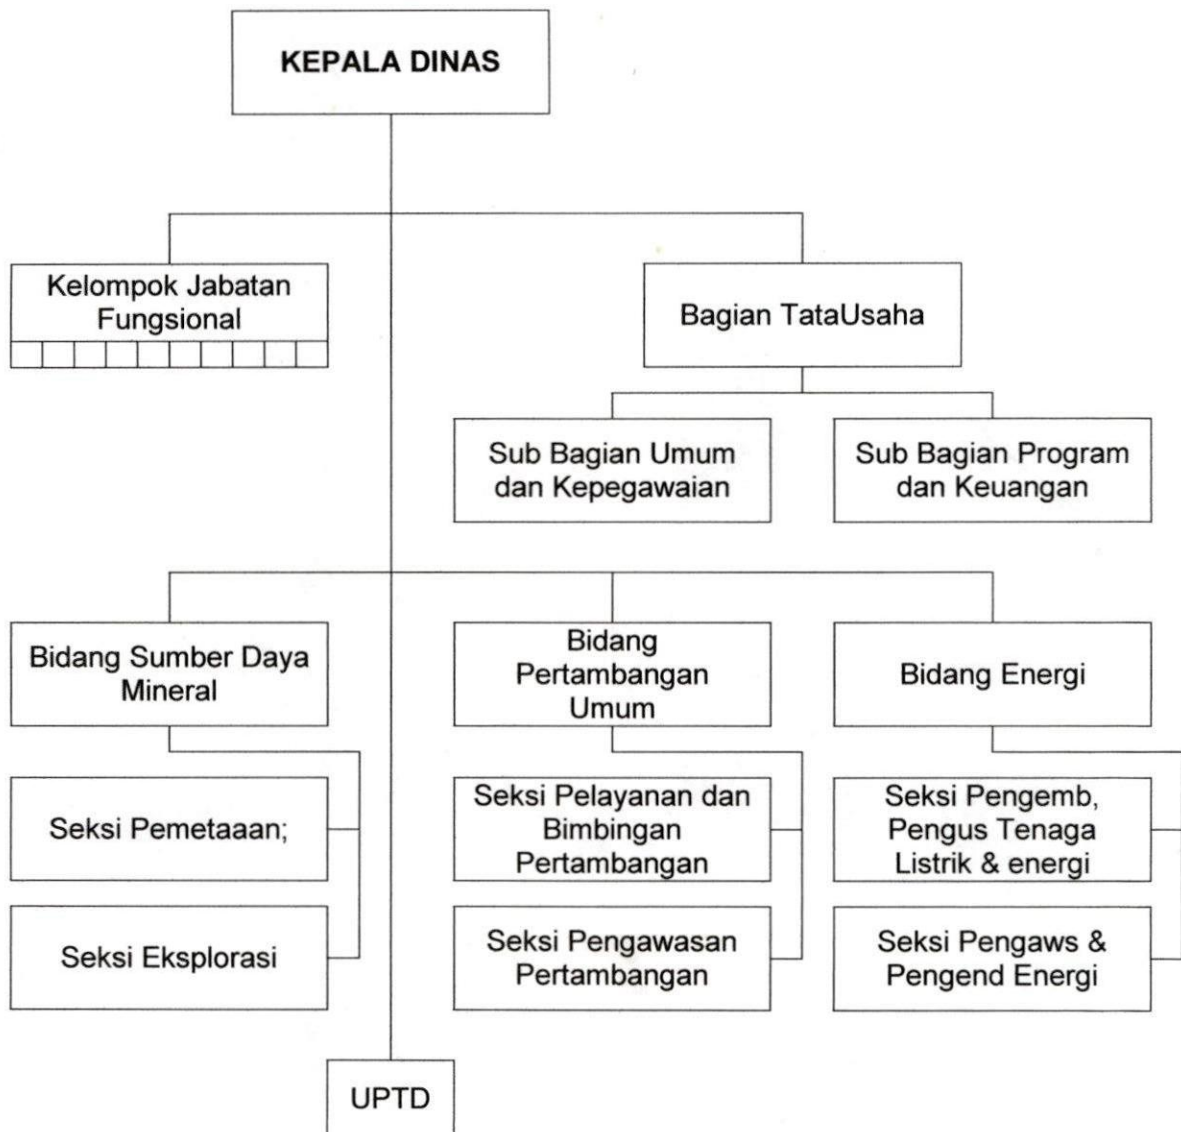 KEPALA DINAS
Kelompok Jabatan
Fungsional
Bagian TataUsaha
Sub Bagian Umum
dan Kepegawaian
Sub Bagian Program
dan Keuangan
Bidang Sumber Daya
Mineral
Bidang
Pertambangan
Umum
Bidang Energi
Seksi Pemetaaan;
Seksi Pelayanan dan
Bimbingan
Pertambangan
Seksi Pengemb,
Pengus Tenaga
Listrik & energi
Seksi Eksplorasi
Seksi Pengawasan
Pertambangan
Seksi Pengaws &
Pengend Energi
UPTD